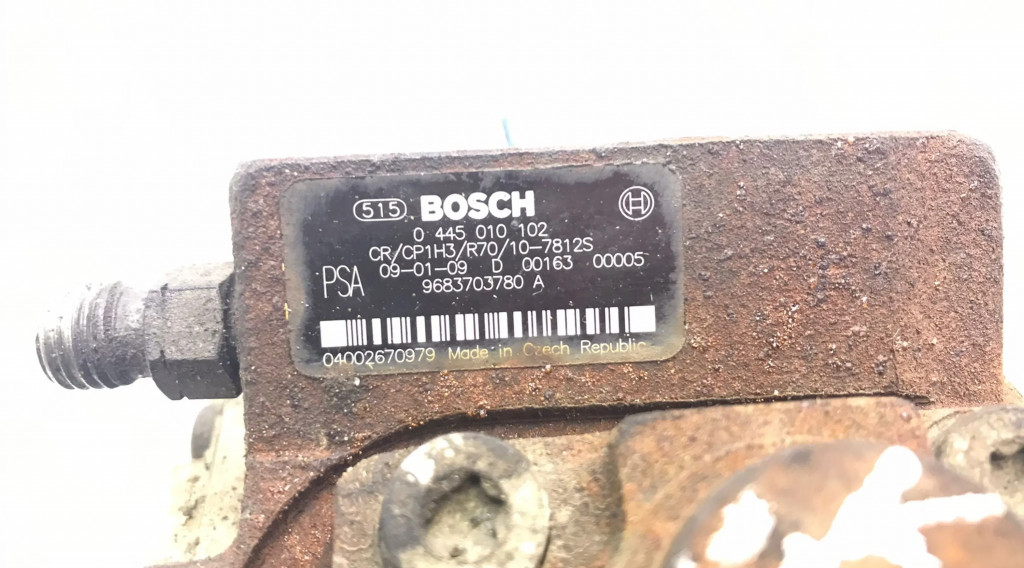 515 BOSCH
0 445 010 102
CR/CP1H3/R70/10-7812S
09-01-09 D 00163 00005
PSA 9683703780 A
04002670979 Made in Czech Republic